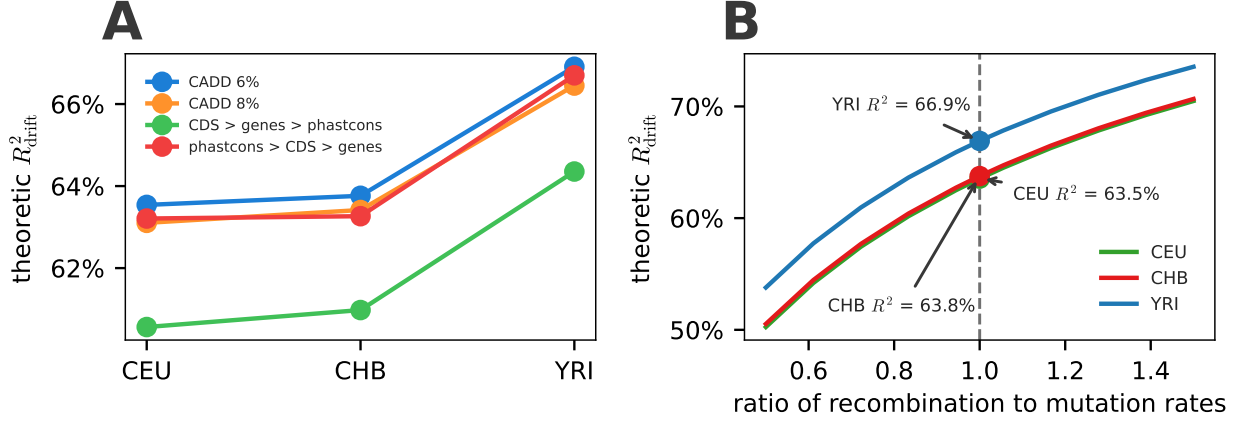 A
theoretic R²drift
66%
64%
62%
CADD 6%
CADD 8%
CDS > genes > phastcons
phastcons > CDS > genes
CEU CHB YRI
B
theoretic R²drift
70%
60%
50%
YRI R² = 66.9%
CEU R² = 63.5%
CHB R² = 63.8%
CEU
CHB
YRI
0.6 0.8 1.0 1.2 1.4
ratio of recombination to mutation rates